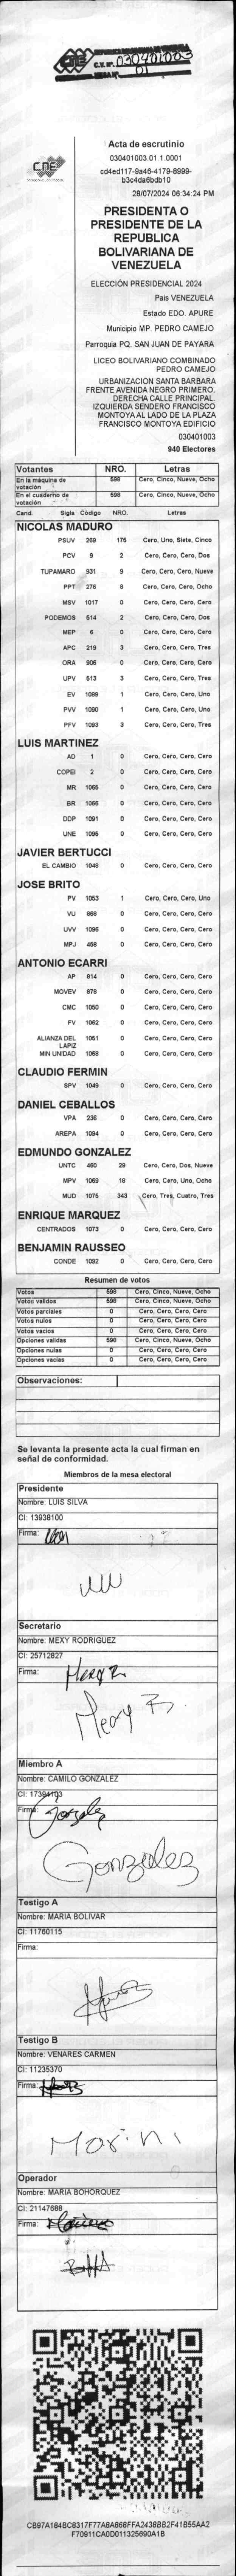 C.V. Nº. 030401003
MESA Nº. 01
CNE
Acta de escrutinio
030401003.01.1.0001
cd4ed117-9a46-4179-8999-
b3c4da6bdb10
28/07/2024 06:34:24 PM
PRESIDENTA O
PRESIDENTE DE LA
REPUBLICA
BOLIVARIANA DE
VENEZUELA
ELECCIÓN PRESIDENCIAL 2024
Pais VENEZUELA
Estado EDO. APURE
Municipio MP. PEDRO CAMEJO
Parroquia PQ. SAN JUAN DE PAYARA
LICEO BOLIVARIANO COMBINADO
PEDRO CAMEJO
URBANIZACION SANTA BARBARA
FRENTE AVENIDA NEGRO PRIMERO.
DERECHA CALLE PRINCIPAL.
IZQUIERDA SENDERO FRANCISCO
MONTOYA AL LADO DE LA PLAZA
FRANCISCO MONTOYA EDIFICIO
030401003
940 Electores
Votantes NRO. Letras
En la máquina de votación 598 Cero, Cinco, Nueve, Ocho
En el cuaderno de votación 598 Cero, Cinco, Nueve, Ocho
Cand. Sigla Código NRO. Letras
NICOLAS MADURO
PSUV 269 175 Cero, Uno, Siete, Cinco
PCV 9 2 Cero, Cero, Cero, Dos
TUPAMARO 931 9 Cero, Cero, Cero, Nueve
PPT 276 8 Cero, Cero, Cero, Ocho
MSV 1017 0 Cero, Cero, Cero, Cero
PODEMOS 514 2 Cero, Cero, Cero, Dos
MEP 6 0 Cero, Cero, Cero, Cero
APC 219 3 Cero, Cero, Cero, Tres
ORA 906 0 Cero, Cero, Cero, Cero
UPV 513 3 Cero, Cero, Cero, Tres
EV 1089 1 Cero, Cero, Cero, Uno
PVV 1090 1 Cero, Cero, Cero, Uno
PFV 1093 3 Cero, Cero, Cero, Tres
LUIS MARTINEZ
AD 1 0 Cero, Cero, Cero, Cero
COPEI 2 0 Cero, Cero, Cero, Cero
MR 1065 0 Cero, Cero, Cero, Cero
BR 1066 0 Cero, Cero, Cero, Cero
DDP 1091 0 Cero, Cero, Cero, Cero
UNE 1095 0 Cero, Cero, Cero, Cero
JAVIER BERTUCCI
EL CAMBIO 1048 0 Cero, Cero, Cero, Cero
JOSE BRITO
PV 1053 1 Cero, Cero, Cero, Uno
VU 868 0 Cero, Cero, Cero, Cero
UVV 1096 0 Cero, Cero, Cero, Cero
MPJ 458 0 Cero, Cero, Cero, Cero
ANTONIO ECARRI
AP 914 0 Cero, Cero, Cero, Cero
MOVEV 879 0 Cero, Cero, Cero, Cero
CMC 1050 0 Cero, Cero, Cero, Cero
FV 1062 0 Cero, Cero, Cero, Cero
ALIANZA DEL LAPIZ 1051 0 Cero, Cero, Cero, Cero
MIN UNIDAD 1068 0 Cero, Cero, Cero, Cero
CLAUDIO FERMIN
SPV 1049 0 Cero, Cero, Cero, Cero
DANIEL CEBALLOS
VPA 236 0 Cero, Cero, Cero, Cero
AREPA 1094 0 Cero, Cero, Cero, Cero
EDMUNDO GONZALEZ
UNTC 460 29 Cero, Cero, Dos, Nueve
MPV 1069 18 Cero, Cero, Uno, Ocho
MUD 1075 343 Cero, Tres, Cuatro, Tres
ENRIQUE MARQUEZ
CENTRADOS 1073 0 Cero, Cero, Cero, Cero
BENJAMIN RAUSSEO
CONDE 1082 0 Cero, Cero, Cero, Cero
Resumen de votos
Votos 598 Cero, Cinco, Nueve, Ocho
Votos validos 598 Cero, Cinco, Nueve, Ocho
Votos parciales 0 Cero, Cero, Cero, Cero
Votos nulos 0 Cero, Cero, Cero, Cero
Votos vacios 0 Cero, Cero, Cero, Cero
Opciones validas 598 Cero, Cinco, Nueve, Ocho
Opciones nulas 0 Cero, Cero, Cero, Cero
Opciones vacias 0 Cero, Cero, Cero, Cero
Observaciones:
Se levanta la presente acta la cual firman en
señal de conformidad.
Miembros de la mesa electoral
Presidente
Nombre: LUIS SILVA
CI: 13938100
Firma:
Secretario
Nombre: MEXY RODRIGUEZ
CI: 25712827
Firma: Mexy R
Mexy R.
Miembro A
Nombre: CAMILO GONZALEZ
CI: 17394103
Firma: Gonzalez
Gonzalez
Testigo A
Nombre: MARIA BOLIVAR
CI: 11760115
Firma:
Testigo B
Nombre: VENARES CARMEN
CI: 11235370
Firma:
Operador
Nombre: MARIA BOHORQUEZ
CI: 21147688
Firma:
CB97A184BC8317F77A8A868FFA2438BB2F41B55AA2
F70911CA0D011325690A1B